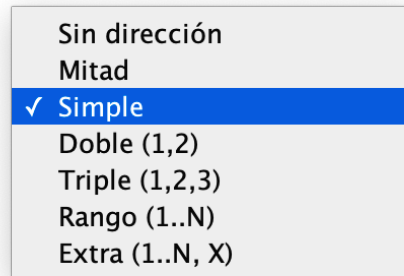 Sin dirección
Mitad
✓ Simple
Doble (1,2)
Triple (1,2,3)
Rango (1..N)
Extra (1..N, X)